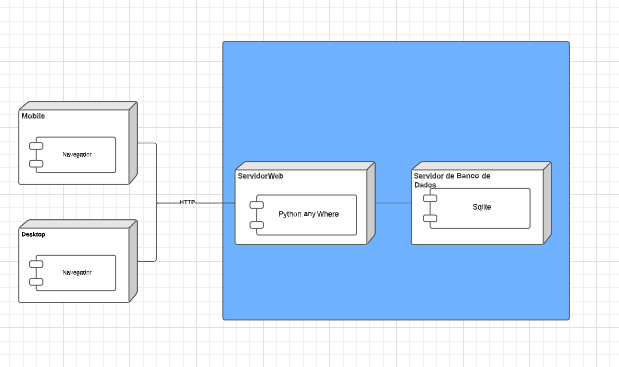 Mobile
Navegador
Desktop
Navegador
HTTP
ServidorWeb
Python any Where
Servidor de Banco de
Dados
Sqlite